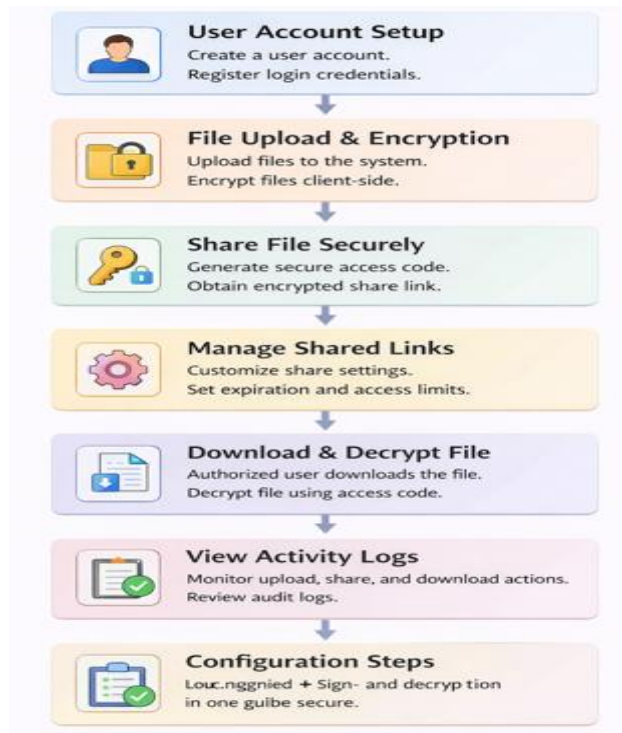 User Account Setup
Create a user account.
Register login credentials.
File Upload & Encryption
Upload files to the system.
Encrypt files client-side.
Share File Securely
Generate secure access code.
Obtain encrypted share link.
Manage Shared Links
Customize share settings.
Set expiration and access limits.
Download & Decrypt File
Authorized user downloads the file.
Decrypt file using access code.
View Activity Logs
Monitor upload, share, and download actions.
Review audit logs.
Configuration Steps
+ Sign- and decryp tion
in one guibe secure.